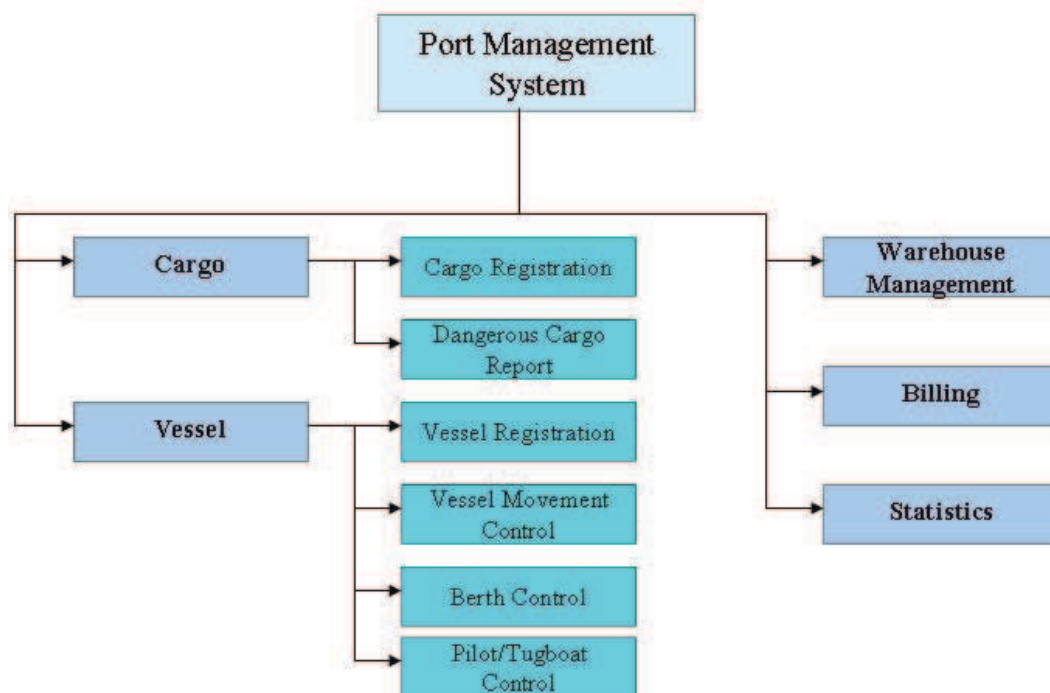 Port Management
System
Cargo
Cargo Registration
Dangerous Cargo
Report
Vessel
Vessel Registration
Vessel Movement
Control
Berth Control
Pilot/Tugboat
Control
Warehouse
Management
Billing
Statistics